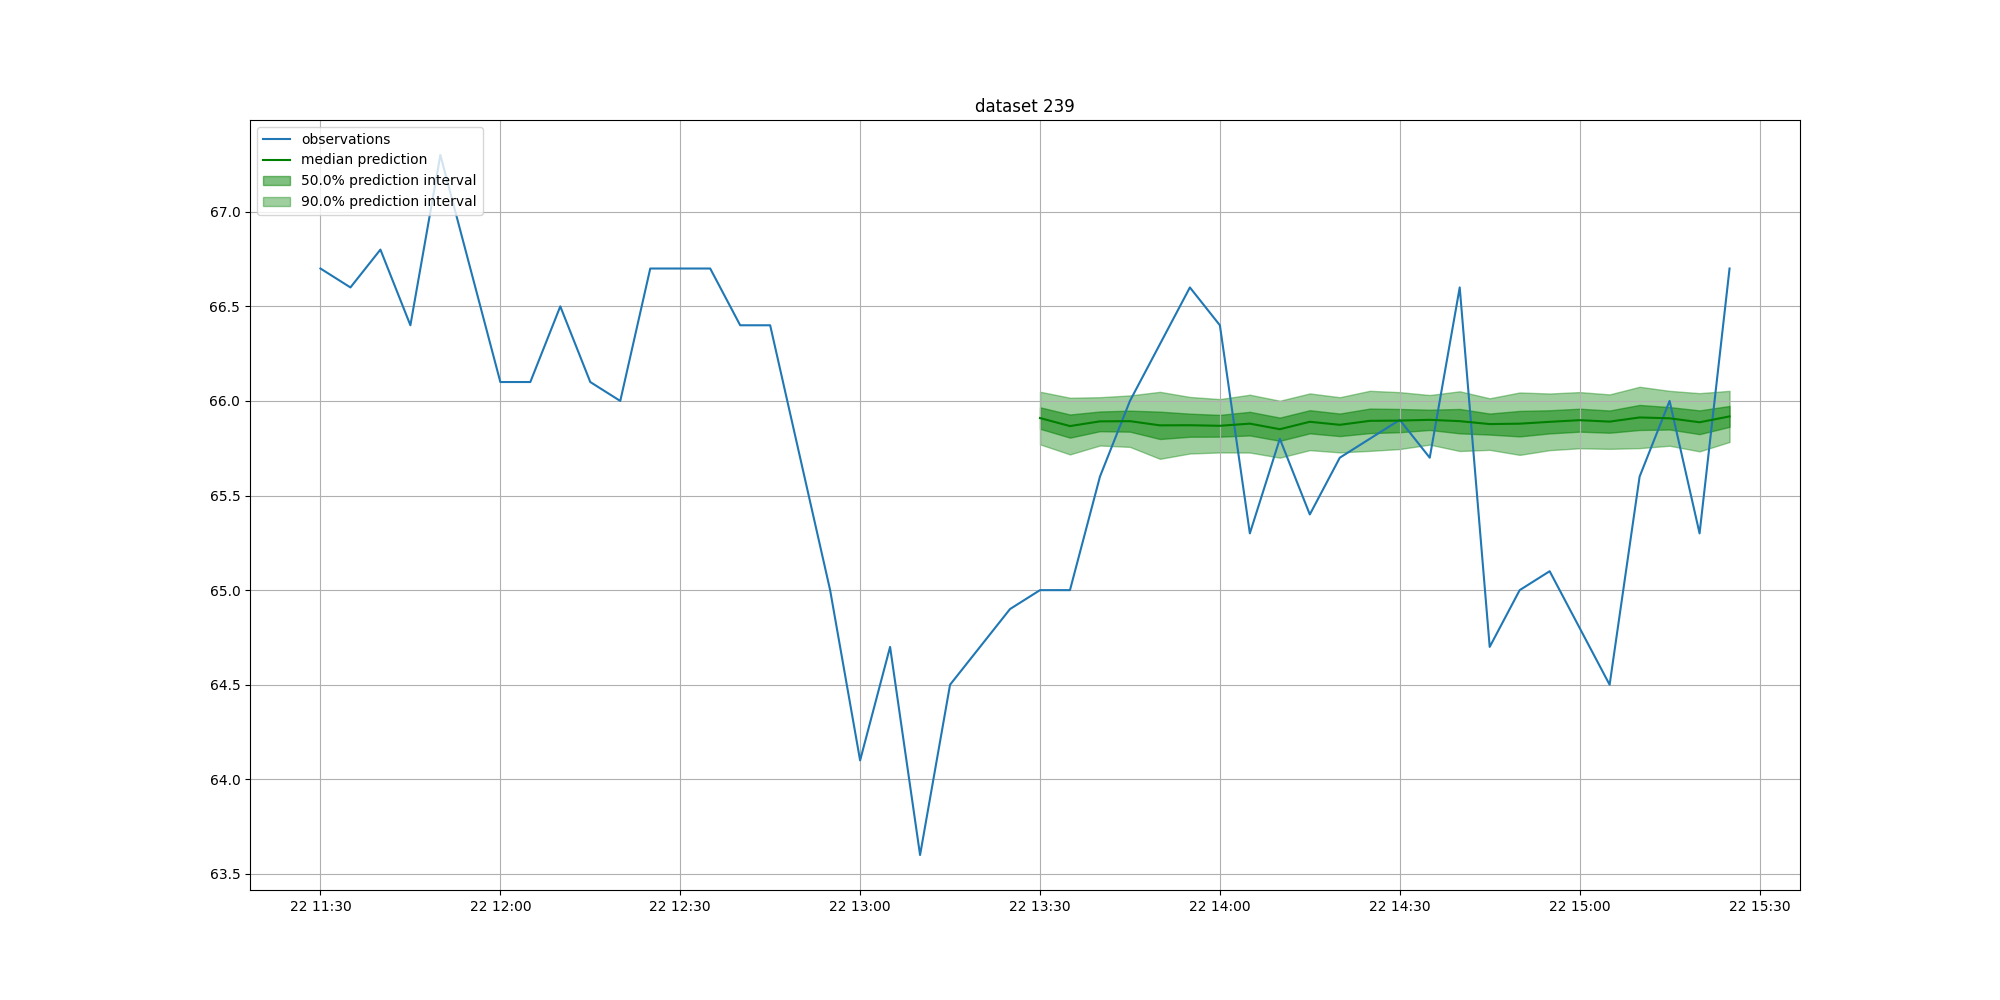 dataset 239
observations
median prediction
50.0% prediction interval
90.0% prediction interval
67.0
66.5
66.0
65.5
65.0
64.5
64.0
63.5
22 11:30 22 12:00 22 12:30 22 13:00 22 13:30 22 14:00 22 14:30 22 15:00 22 15:30